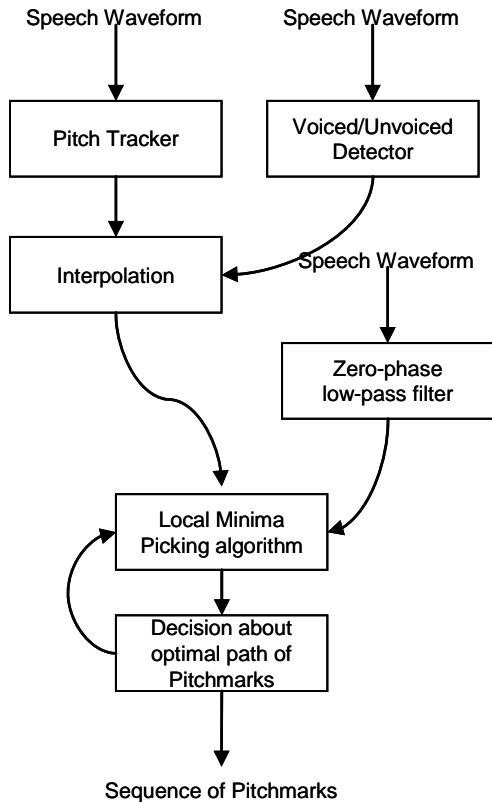 Speech Waveform
Speech Waveform
Pitch Tracker
Voiced/Unvoiced
Detector
Interpolation
Speech Waveform
Zero-phase
low-pass filter
Local Minima
Picking algorithm
Decision about
optimal path of
Pitchmarks
Sequence of Pitchmarks